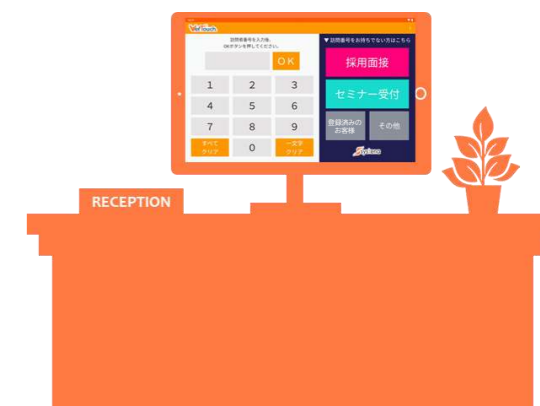 Web Touch
訪問者番号を入力後、
OKボタンを押してください。
OK
1 2 3
4 5 6
7 8 9
すべて
クリア
0
一文字
クリア
▼訪問番号をお持ちでない方はこちら
採用面接
セミナー受付
登録済みの
お客様
その他
Systena
RECEPTION